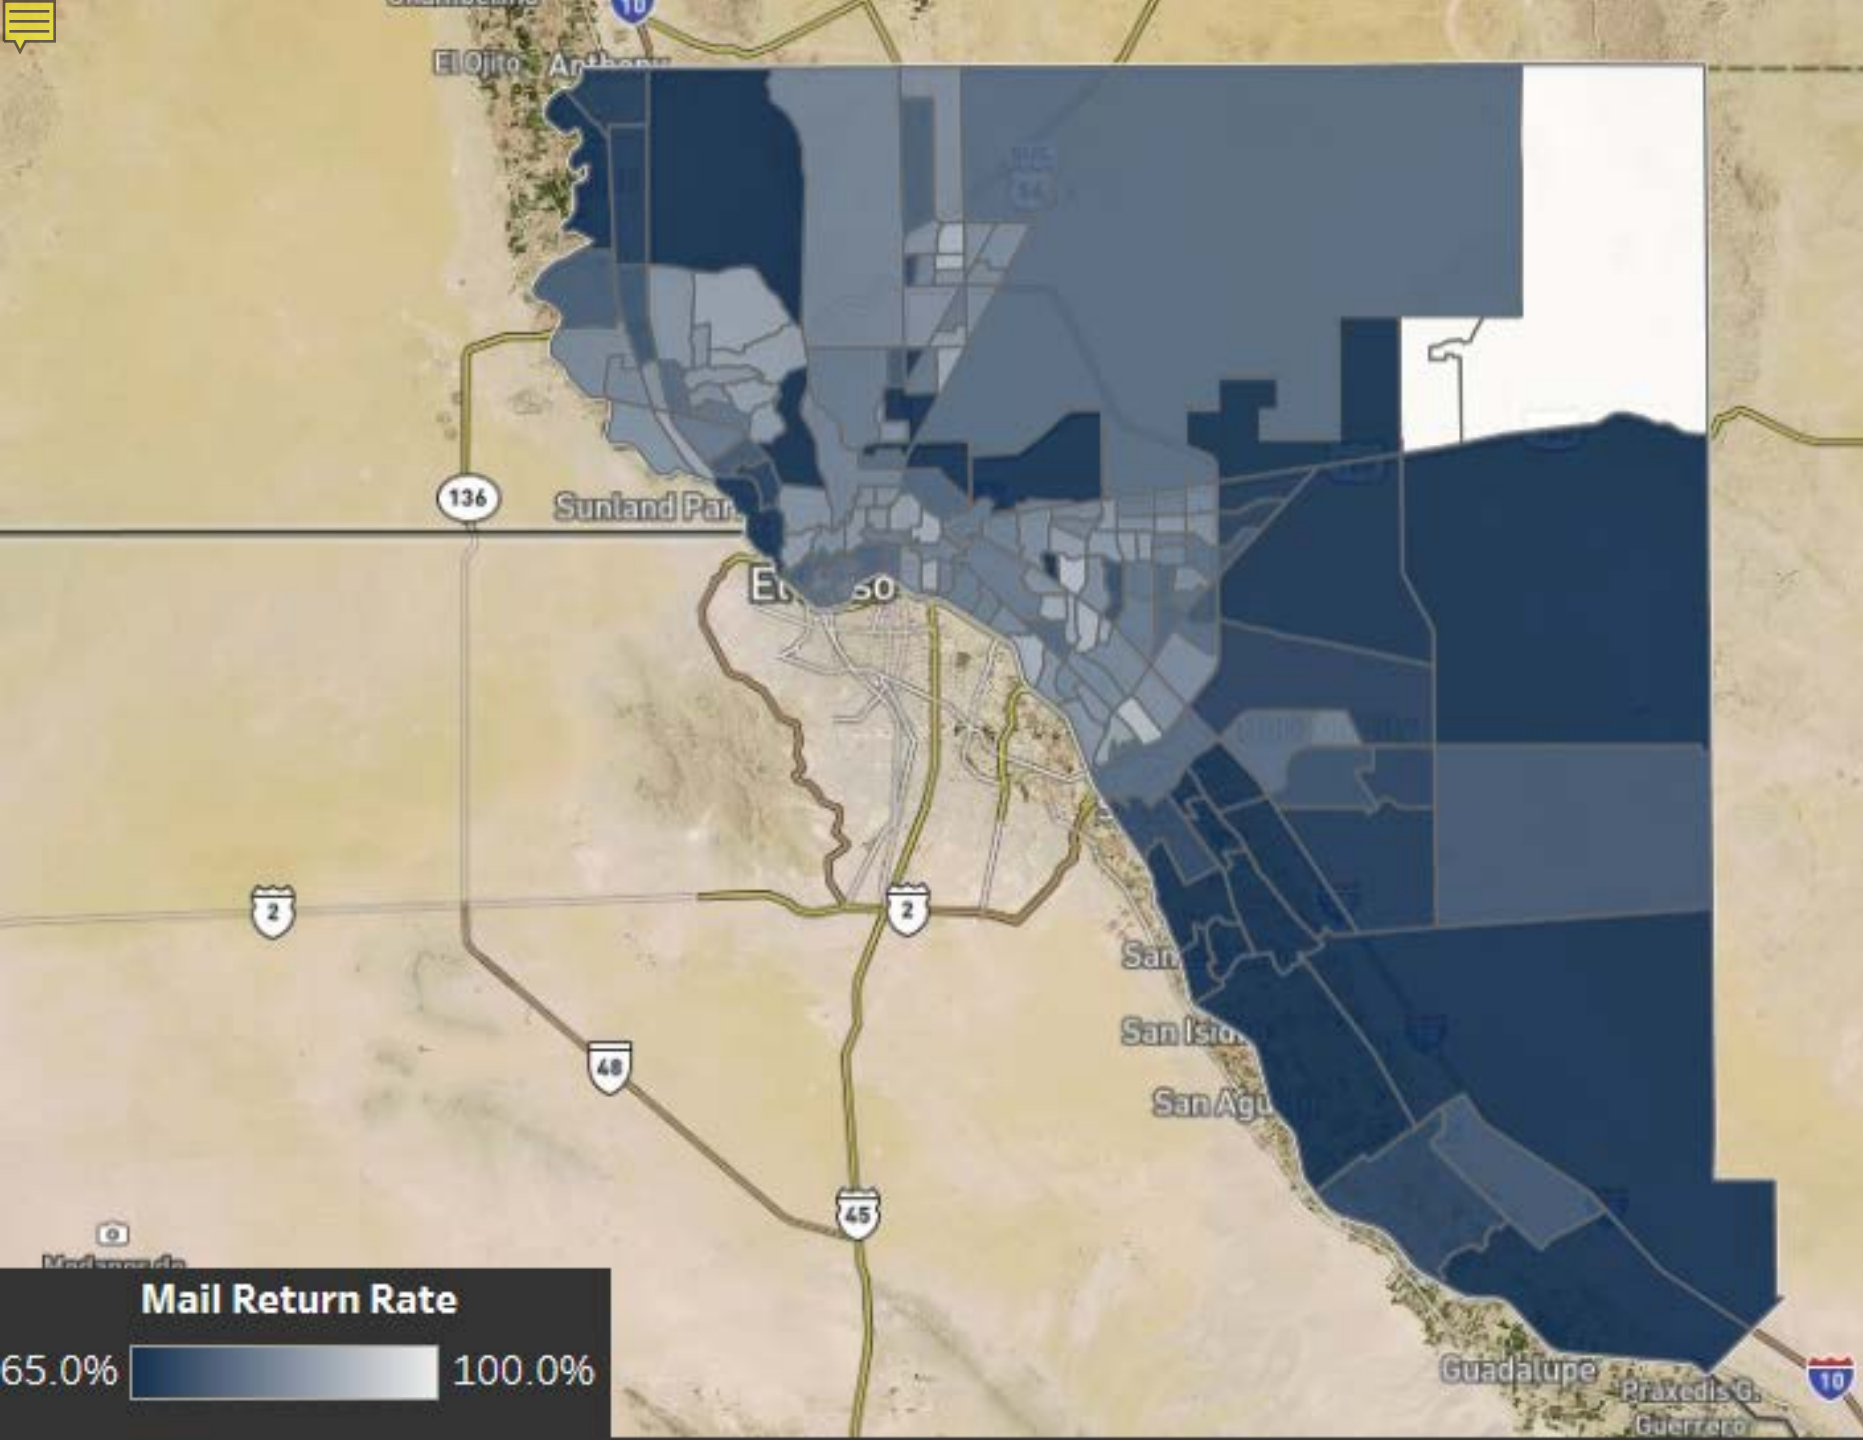 10
El Ojito
Anthony
136
Sunland Par
El
so
2
2
San
San Isid
48
San Agu
45
Mail Return Rate
65.0%
100.0%
Guadalupe
Praxedis G.
Guerrero
10